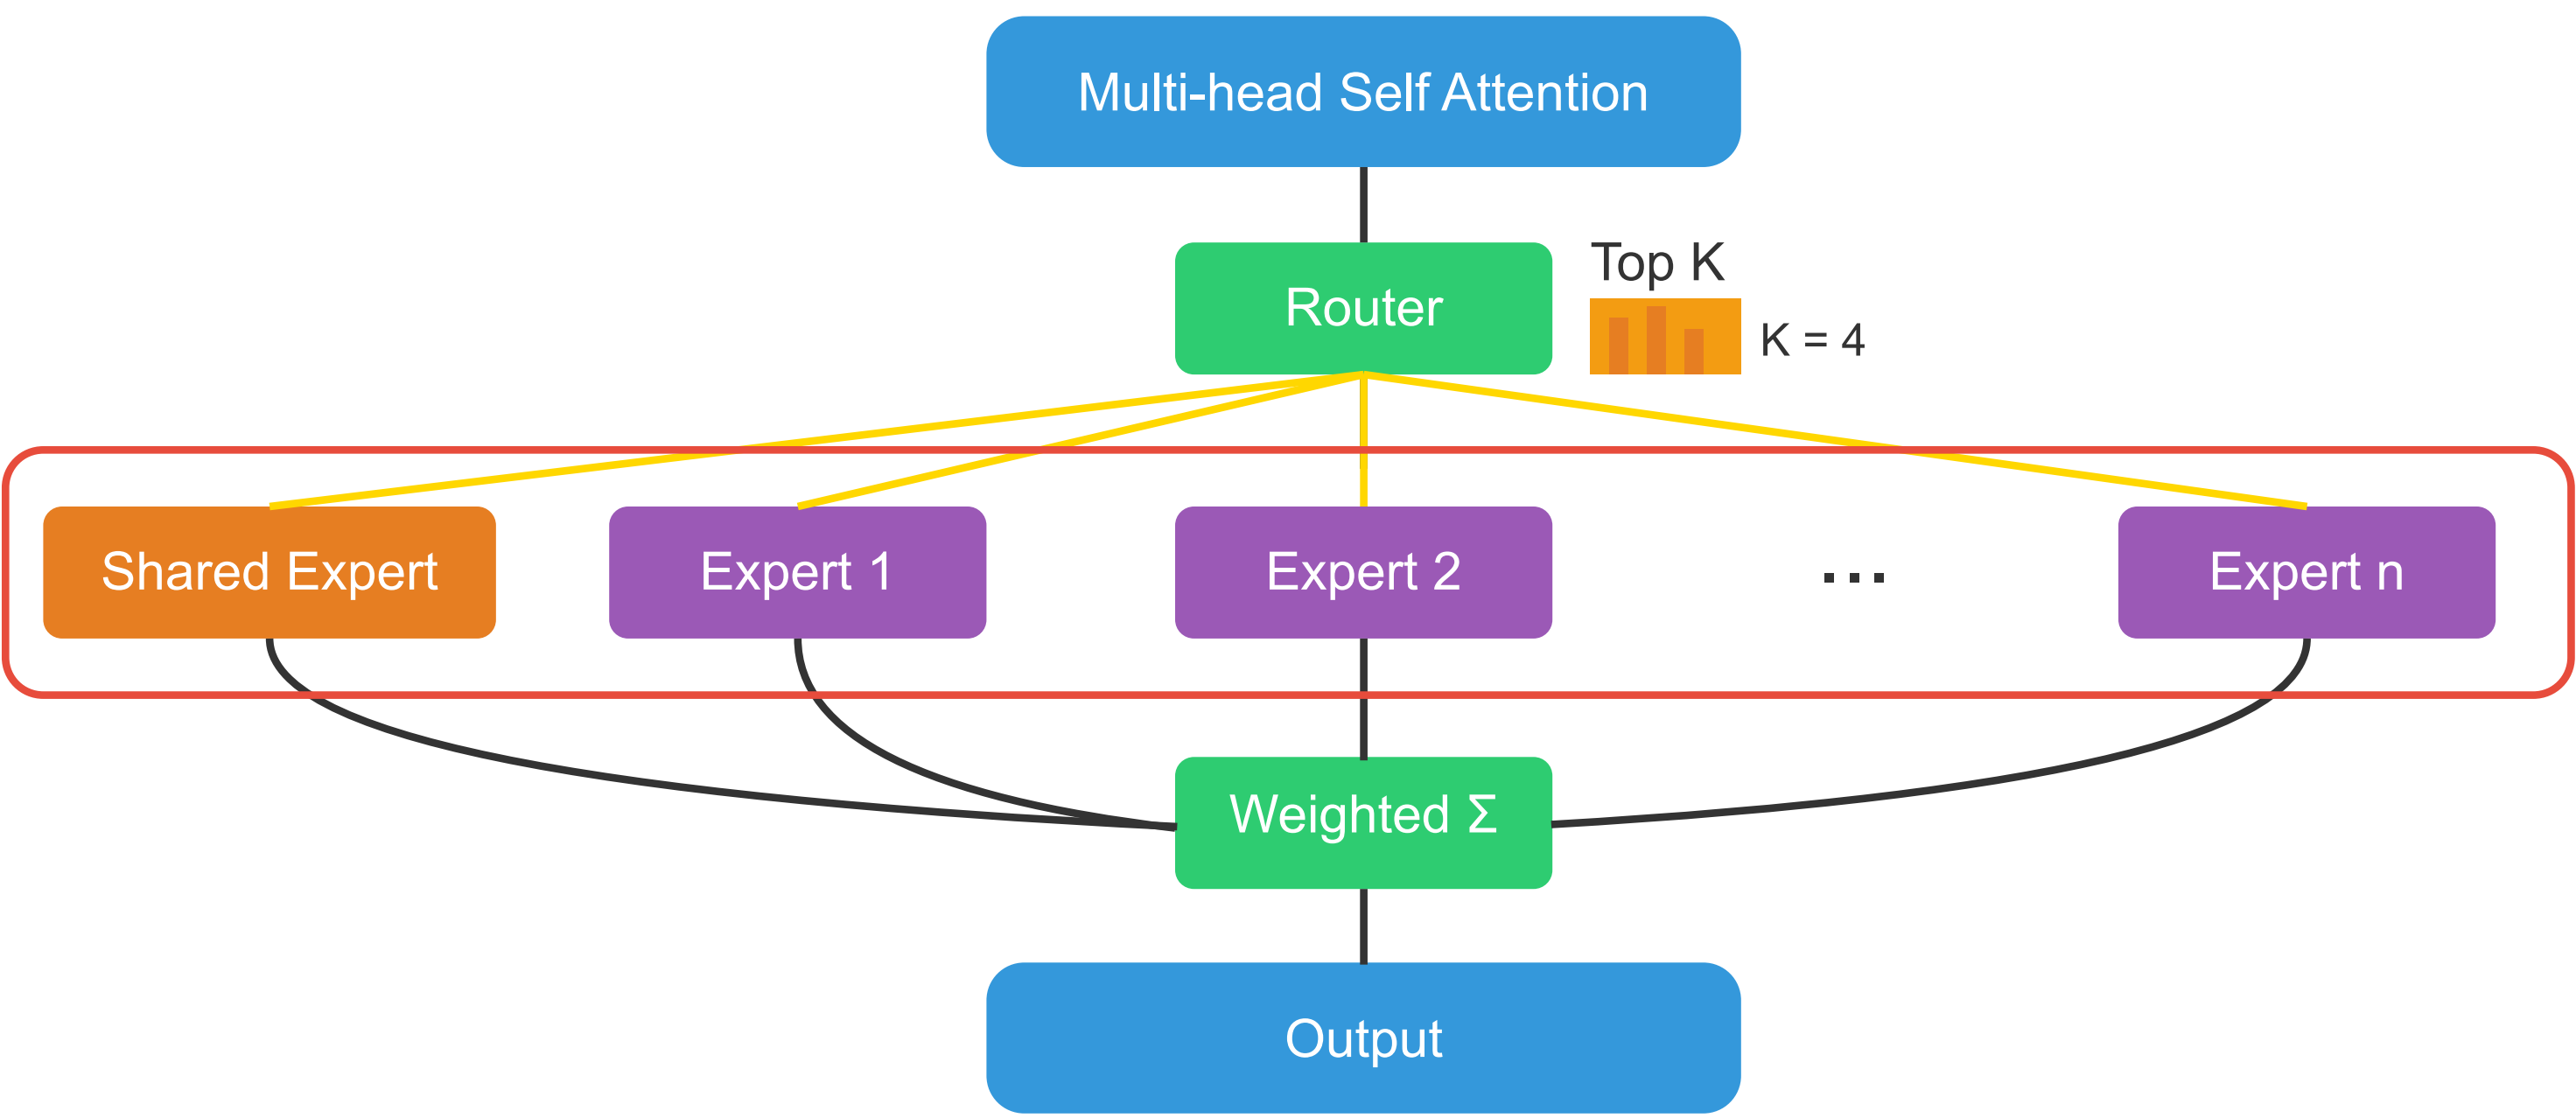 Multi-head Self Attention
Top K
Router
K = 4
Shared Expert
Expert 1
Expert 2
...
Expert n
Weighted Σ
Output